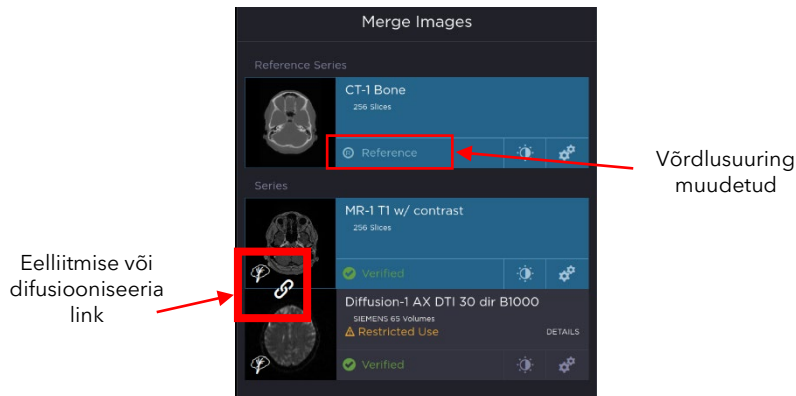 Merge Images
Reference Series
CT-1 Bone
256 Slices
Reference
Võrdlusuuring
muudetud
Series
MR-1 T1 w/ contrast
256 Slices
Verified
Eelliitmise või
difusiooniseeria
link
Diffusion-1 AX DTI 30 dir B1000
SIEMENS 65 Volumes
Restricted Use
DETAILS
Verified